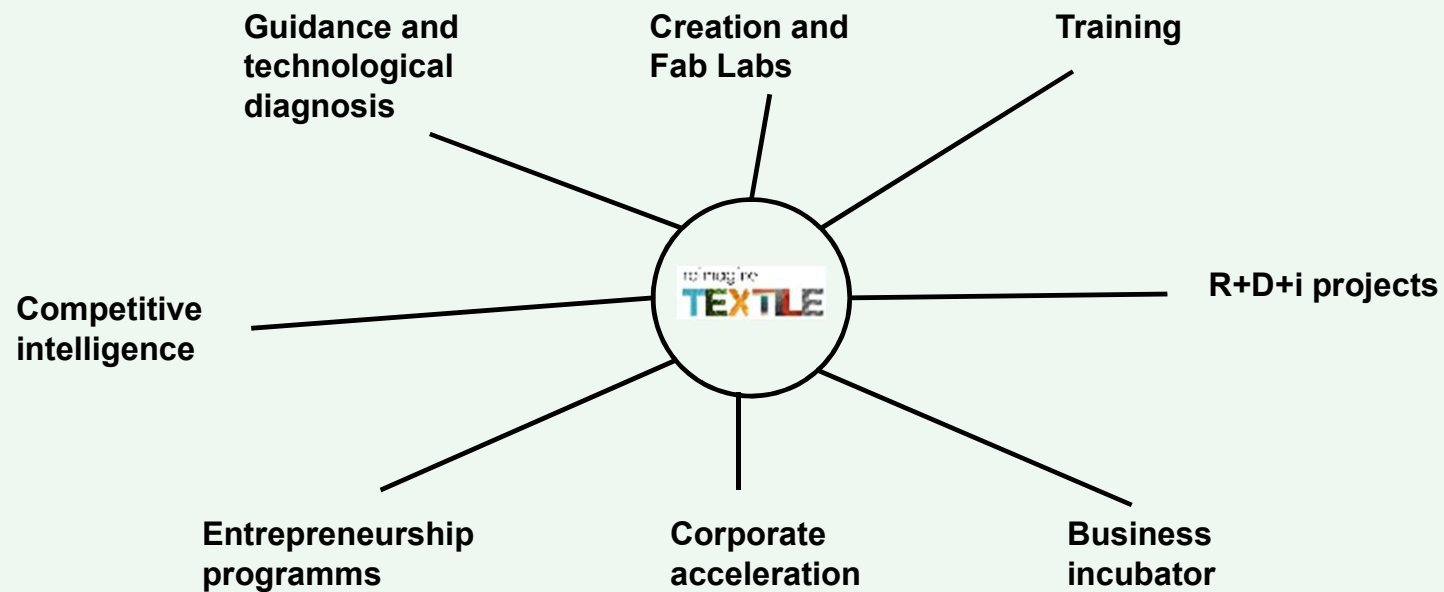 Guidance and
technological
diagnosis
Creation and
Fab Labs
Training
R+D+i projects
Competitive
intelligence
reimagine
TEXTILE
Entrepreneurship
programms
Corporate
acceleration
Business
incubator